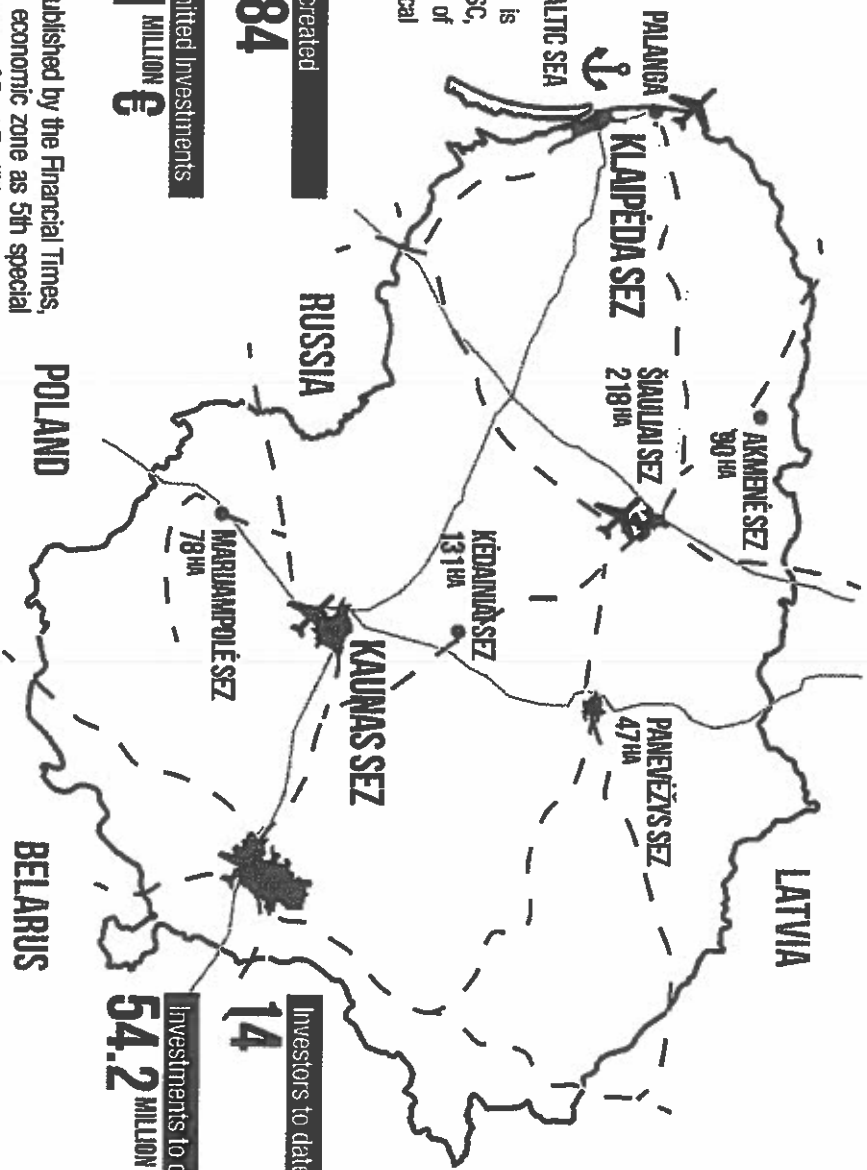 is
SC,
of
cal
PALANGA
ALTIC SEA
KLAIPĖDA SEZ
AKMENĖ SEZ
90 HA
ŠIAULIAI SEZ
218 HA
LATVIA
PANEVĖŽYS SEZ
47 HA
KĖDAINIAI SEZ
131 HA
RUSSIA
KAUNAS SEZ
MARIJAMPOLĖ SEZ
78 HA
POLAND
BELARUS
created
84
mitted Investments
MILLION €
Investors to date
14
Investments to d
54.2 MILLION
ublished by the Financial Times,
economic zone as 5th special